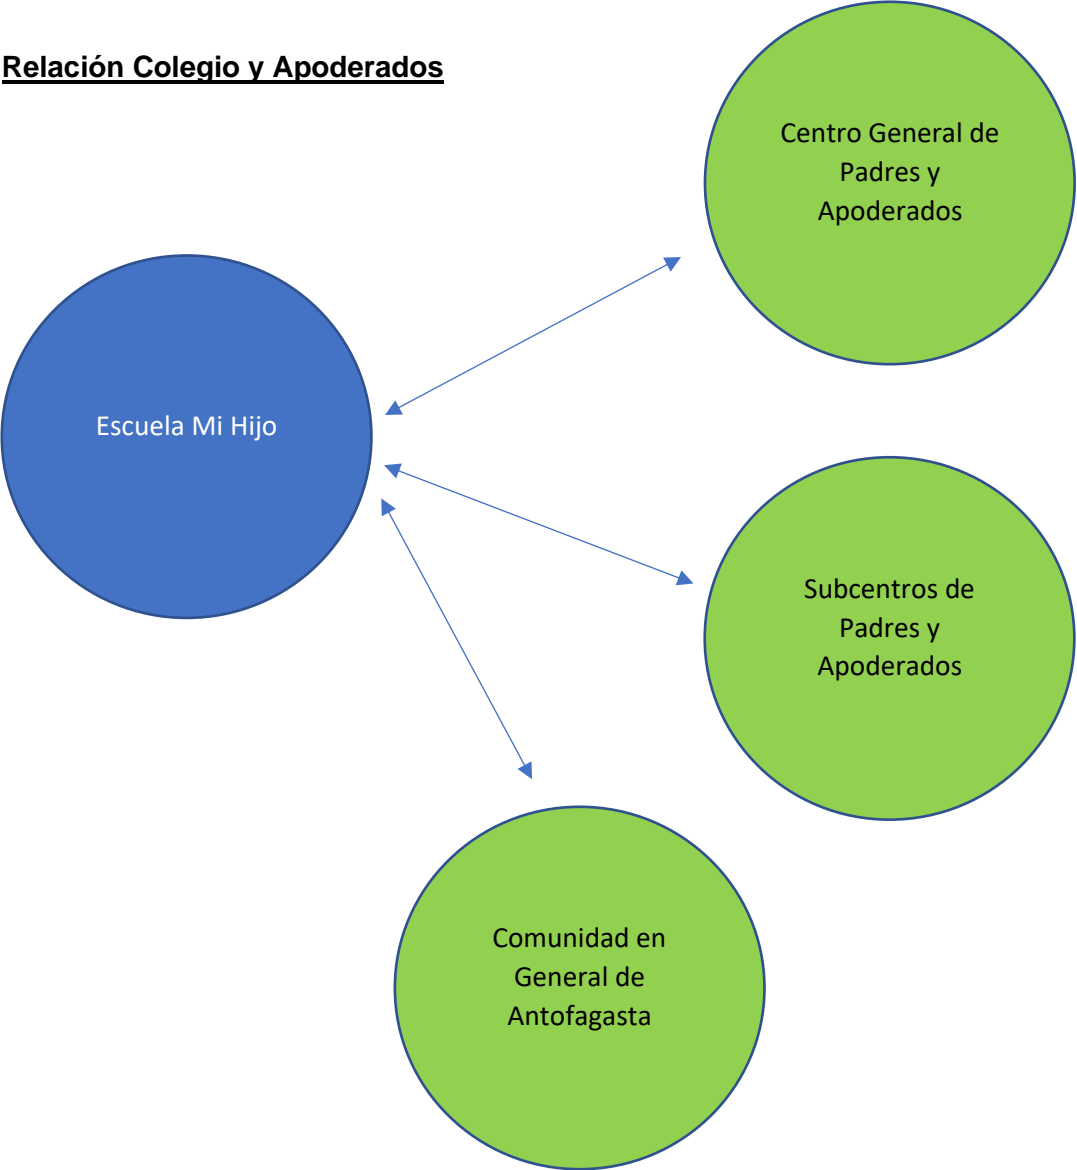 Relación Colegio y Apoderados
Centro General de
Padres y
Apoderados
Escuela Mi Hijo
Subcentros de
Padres y
Apoderados
Comunidad en
General de
Antofagasta